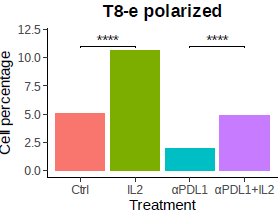 T8-e polarized
Cell percentage
12.5
10.0
7.5
5.0
2.5
0.0
**** ****
Ctrl IL2 αPDL1 αPDL1+IL2
Treatment